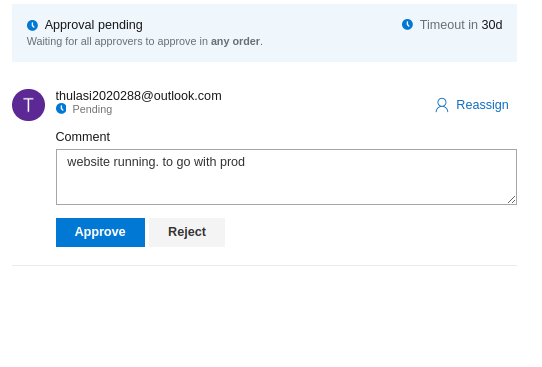 Approval pending
Timeout in 30d
Waiting for all approvers to approve in any order.
T
thulasi2020288@outlook.com
Pending
Reassign
Comment
website running. to go with prod
Approve
Reject